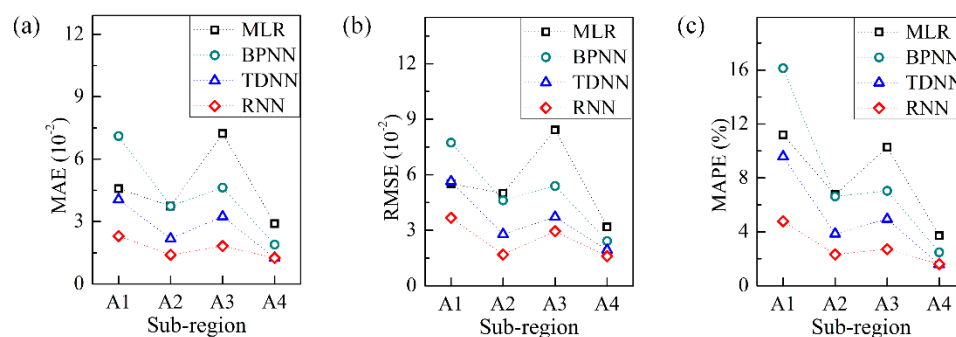 (a)
MAE (10⁻²)
12
9
6
3
0
MLR
BPNN
TDNN
RNN
A1 A2 A3 A4
Sub-region
(b)
RMSE (10⁻²)
12
9
6
3
0
MLR
BPNN
TDNN
RNN
A1 A2 A3 A4
Sub-region
(c)
MAPE (%)
16
12
8
4
0
MLR
BPNN
TDNN
RNN
A1 A2 A3 A4
Sub-region